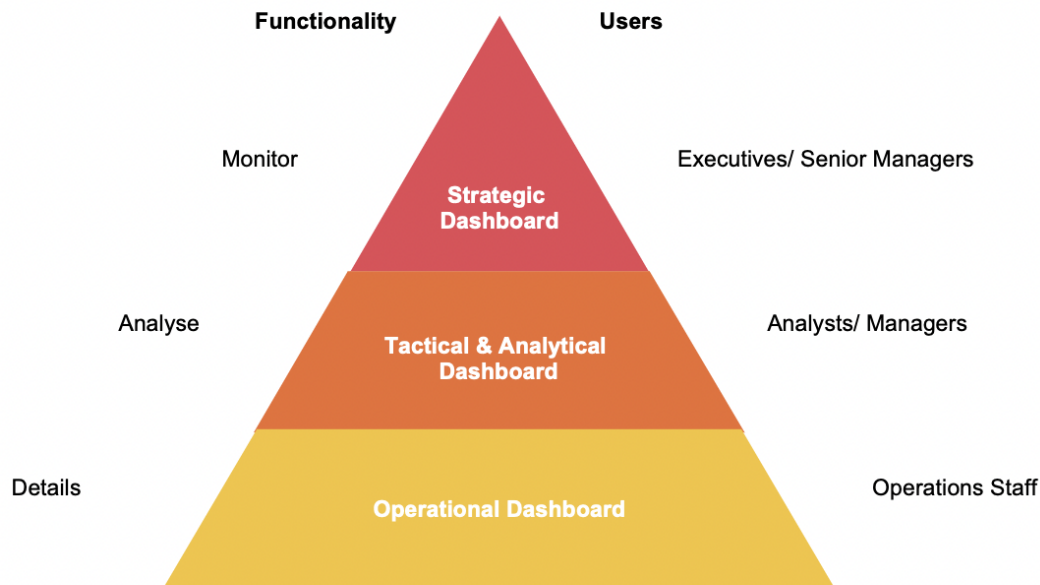 Functionality
Users
Monitor
Executives/ Senior Managers
Strategic
Dashboard
Analyse
Analysts/ Managers
Tactical & Analytical
Dashboard
Details
Operations Staff
Operational Dashboard